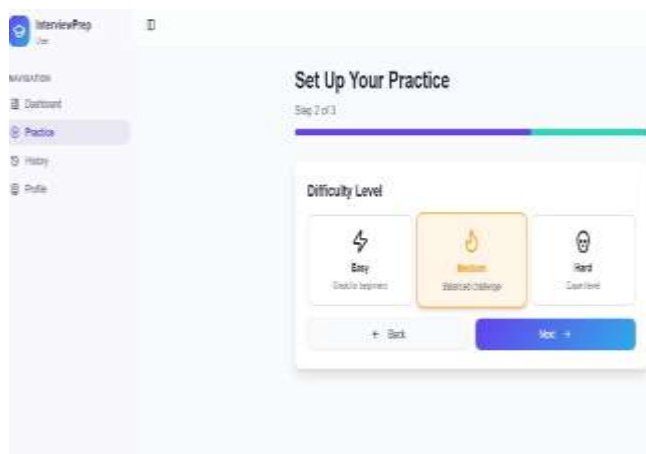 InterviewPrep
User
NAVIGATION
Dashboard
Practice
History
Profile
Set Up Your Practice
Step 2 of 3
Difficulty Level
Easy
Great for beginners
Medium
Balanced challenge
Hard
Expert level
← Back
Next →